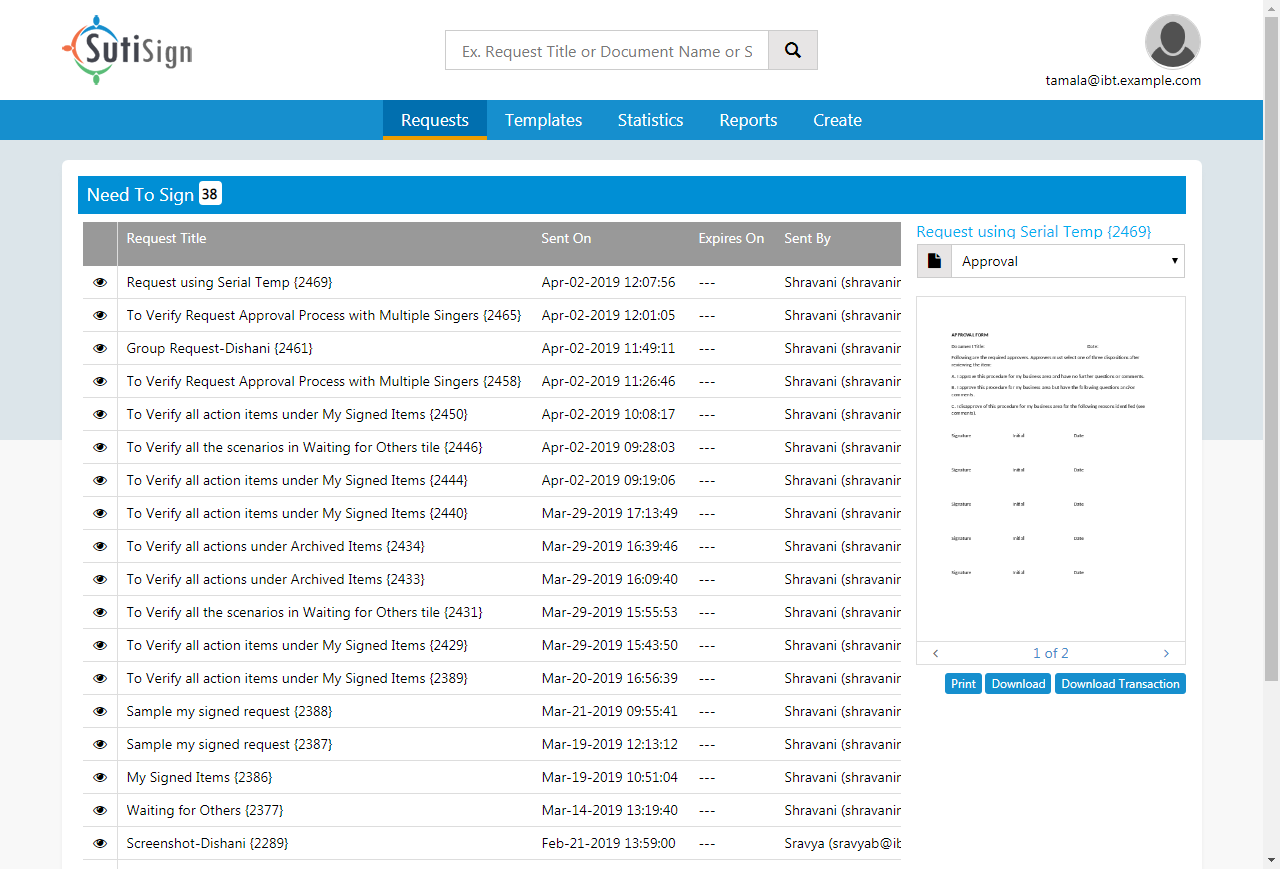 SutiSign
Ex. Request Title or Document Name or S
tamala@ibt.example.com
Requests Templates Statistics Reports Create
Need To Sign 38
Request Title Sent On Expires On Sent By
Request using Serial Temp {2469} Apr-02-2019 12:07:56 --- Shravani (shravanir
To Verify Request Approval Process with Multiple Singers {2465} Apr-02-2019 12:01:05 --- Shravani (shravanir
Group Request-Dishani {2461} Apr-02-2019 11:49:11 --- Shravani (shravanir
To Verify Request Approval Process with Multiple Singers {2458} Apr-02-2019 11:26:46 --- Shravani (shravanir
To Verify all action items under My Signed Items {2450} Apr-02-2019 10:08:17 --- Shravani (shravanir
To Verify all the scenarios in Waiting for Others tile {2446} Apr-02-2019 09:28:03 --- Shravani (shravanir
To Verify all action items under My Signed Items {2444} Apr-02-2019 09:19:06 --- Shravani (shravanir
To Verify all action items under My Signed Items {2440} Mar-29-2019 17:13:49 --- Shravani (shravanir
To Verify all actions under Archived Items {2434} Mar-29-2019 16:39:46 --- Shravani (shravanir
To Verify all actions under Archived Items {2433} Mar-29-2019 16:09:40 --- Shravani (shravanir
To Verify all the scenarios in Waiting for Others tile {2431} Mar-29-2019 15:55:53 --- Shravani (shravanir
To Verify all action items under My Signed Items {2429} Mar-29-2019 15:43:50 --- Shravani (shravanir
To Verify all action items under My Signed Items {2389} Mar-20-2019 16:56:39 --- Shravani (shravanir
Sample my signed request {2388} Mar-21-2019 09:55:41 --- Shravani (shravanir
Sample my signed request {2387} Mar-19-2019 12:13:12 --- Shravani (shravanir
My Signed Items {2386} Mar-19-2019 10:51:04 --- Shravani (shravanir
Waiting for Others {2377} Mar-14-2019 13:19:40 --- Shravani (shravanir
Screenshot-Dishani {2289} Feb-21-2019 13:59:00 --- Sravya (sravyab@ib
Request using Serial Temp {2469}
Approval
APPROVAL FORM
Document Title: Date:
Following are the required approvers. Approvers must select one of three dispositions after
reviewing the item:
A. I approve this procedure for my business area and have no further questions or comments.
B. I approve this procedure for my business area but have the following questions and/or
comments.
C. I disapprove of this procedure for my business area for the following reasons identified (see
comments).
Signature Initial Date
Signature Initial Date
Signature Initial Date
Signature Initial Date
Signature Initial Date
1 of 2
Print Download Download Transaction